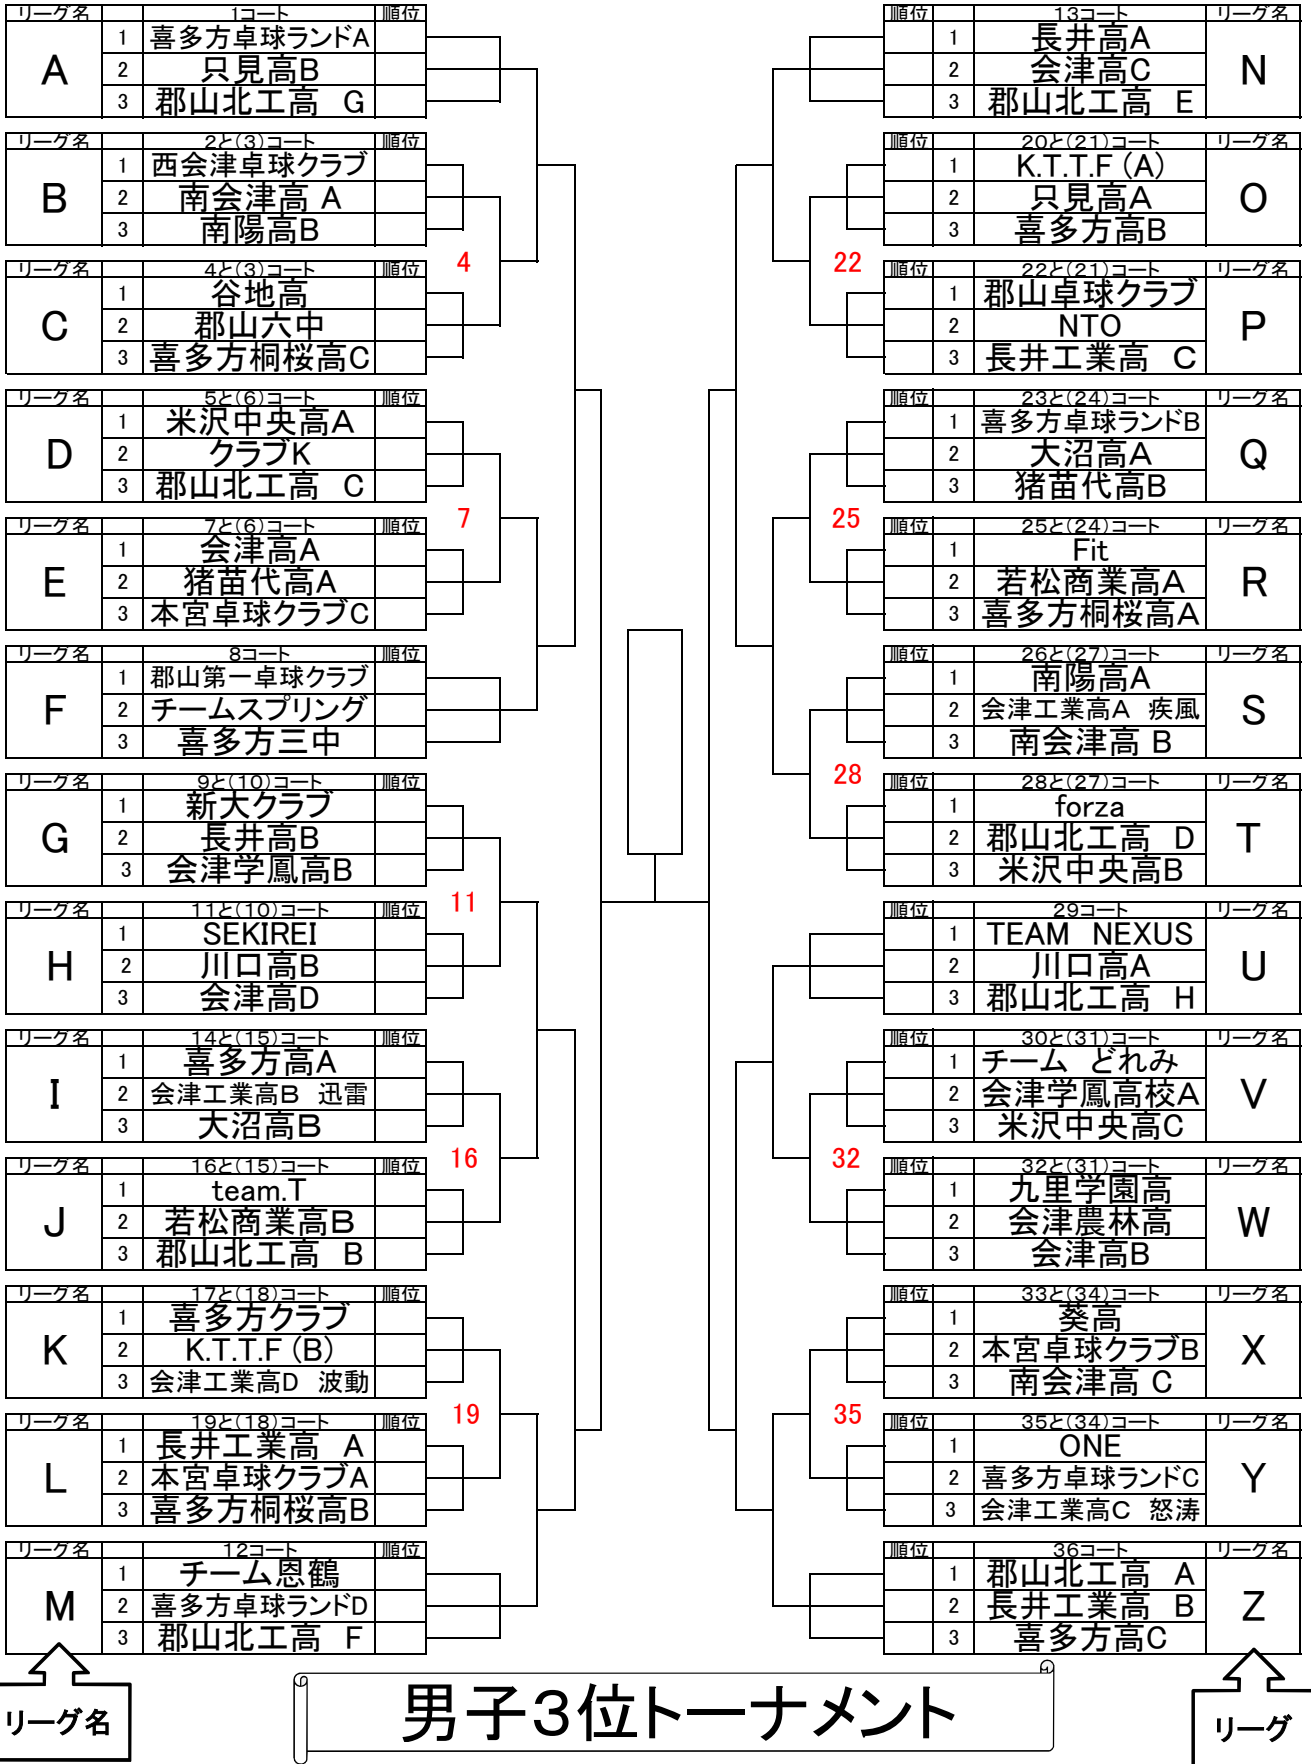 リーグ名 1コート 順位
A
1 喜多方卓球ランドA
2 只見高B
3 郡山北工高 G
リーグ名 2と(3)コート 順位
B
1 西会津卓球クラブ
2 南会津高 A
3 南陽高B
4
リーグ名 4と(3)コート 順位
C
1 谷地高
2 郡山六中
3 喜多方桐桜高C
リーグ名 5と(6)コート 順位
D
1 米沢中央高A
2 クラブK
3 郡山北工高 C
7
リーグ名 7と(6)コート 順位
E
1 会津高A
2 猪苗代高A
3 本宮卓球クラブC
リーグ名 8コート 順位
F
1 郡山第一卓球クラブ
2 チームスプリング
3 喜多方三中
リーグ名 9と(10)コート 順位
G
1 新大クラブ
2 長井高B
3 会津学鳳高B
11
リーグ名 11と(10)コート 順位
H
1 SEKIREI
2 川口高B
3 会津高D
リーグ名 14と(15)コート 順位
I
1 喜多方高A
2 会津工業高B 迅雷
3 大沼高B
16
リーグ名 16と(15)コート 順位
J
1 team.T
2 若松商業高B
3 郡山北工高 B
リーグ名 17と(18)コート 順位
K
1 喜多方クラブ
2 K.T.T.F (B)
3 会津工業高D 波動
19
リーグ名 19と(18)コート 順位
L
1 長井工業高 A
2 本宮卓球クラブA
3 喜多方桐桜高B
リーグ名 12コート 順位
M
1 チーム恩鶴
2 喜多方卓球ランドD
3 郡山北工高 F
リーグ名
順位 13コート リーグ名
N
1 長井高A
2 会津高C
3 郡山北工高 E
順位 20と(21)コート リーグ名
O
1 K.T.T.F (A)
2 只見高A
3 喜多方高B
22
順位 22と(21)コート リーグ名
P
1 郡山卓球クラブ
2 NTO
3 長井工業高 C
順位 23と(24)コート リーグ名
Q
1 喜多方卓球ランドB
2 大沼高A
3 猪苗代高B
25
順位 25と(24)コート リーグ名
R
1 Fit
2 若松商業高A
3 喜多方桐桜高A
順位 26と(27)コート リーグ名
S
1 南陽高A
2 会津工業高A 疾風
3 南会津高 B
28
順位 28と(27)コート リーグ名
T
1 forza
2 郡山北工高 D
3 米沢中央高B
順位 29コート リーグ名
U
1 TEAM NEXUS
2 川口高A
3 郡山北工高 H
順位 30と(31)コート リーグ名
V
1 チーム どれみ
2 会津学鳳高校A
3 米沢中央高C
32
順位 32と(31)コート リーグ名
W
1 九里学園高
2 会津農林高
3 会津高B
順位 33と(34)コート リーグ名
X
1 葵高
2 本宮卓球クラブB
3 南会津高 C
35
順位 35と(34)コート リーグ名
Y
1 ONE
2 喜多方卓球ランドC
3 会津工業高C 怒涛
順位 36コート リーグ名
Z
1 郡山北工高 A
2 長井工業高 B
3 喜多方高C
リーグ
男子3位トーナメント